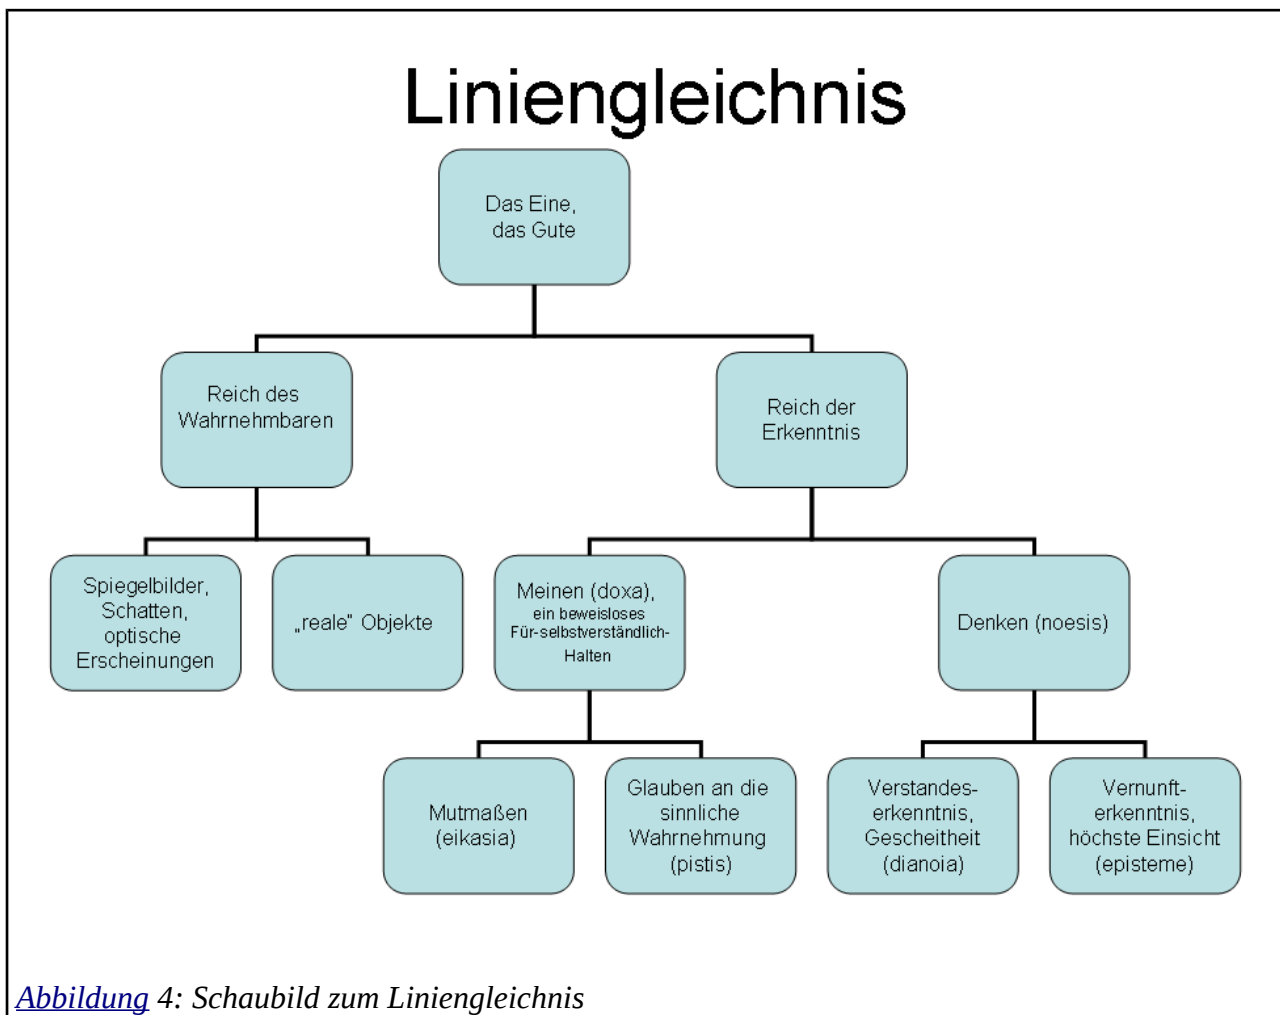 Liniengleichnis
Das Eine,
das Gute
Reich des
Wahrnehmbaren
Reich der
Erkenntnis
Spiegelbilder,
Schatten,
optische
Erscheinungen
„reale" Objekte
Meinen (doxa),
ein beweisloses
Für-selbstverständlich-
Halten
Denken (noesis)
Mutmaßen
(eikasia)
Glauben an die
sinnliche
Wahrnehmung
(pistis)
Verstandes-
erkenntnis,
Gescheitheit
(dianoia)
Vernunft-
erkenntnis,
höchste Einsicht
(episteme)
Abbildung 4: Schaubild zum Liniengleichnis